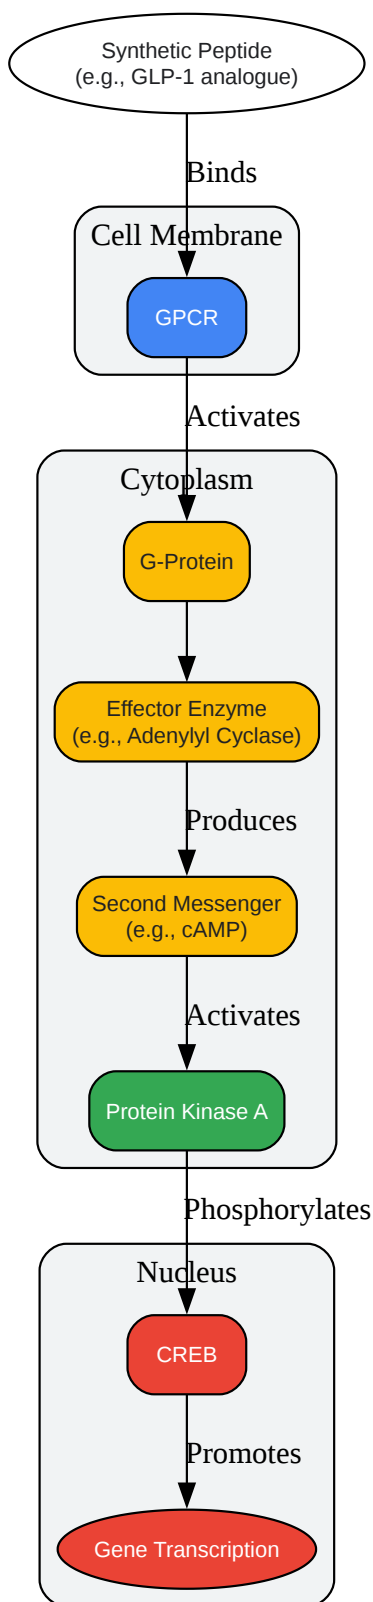 Synthetic Peptide
(e.g., GLP-1 analogue)
Binds
Cell Membrane
GPCR
Activates
Cytoplasm
G-Protein
Effector Enzyme
(e.g., Adenylyl Cyclase)
Produces
Second Messenger
(e.g., cAMP)
Activates
Protein Kinase A
Phosphorylates
Nucleus
CREB
Promotes
Gene Transcription